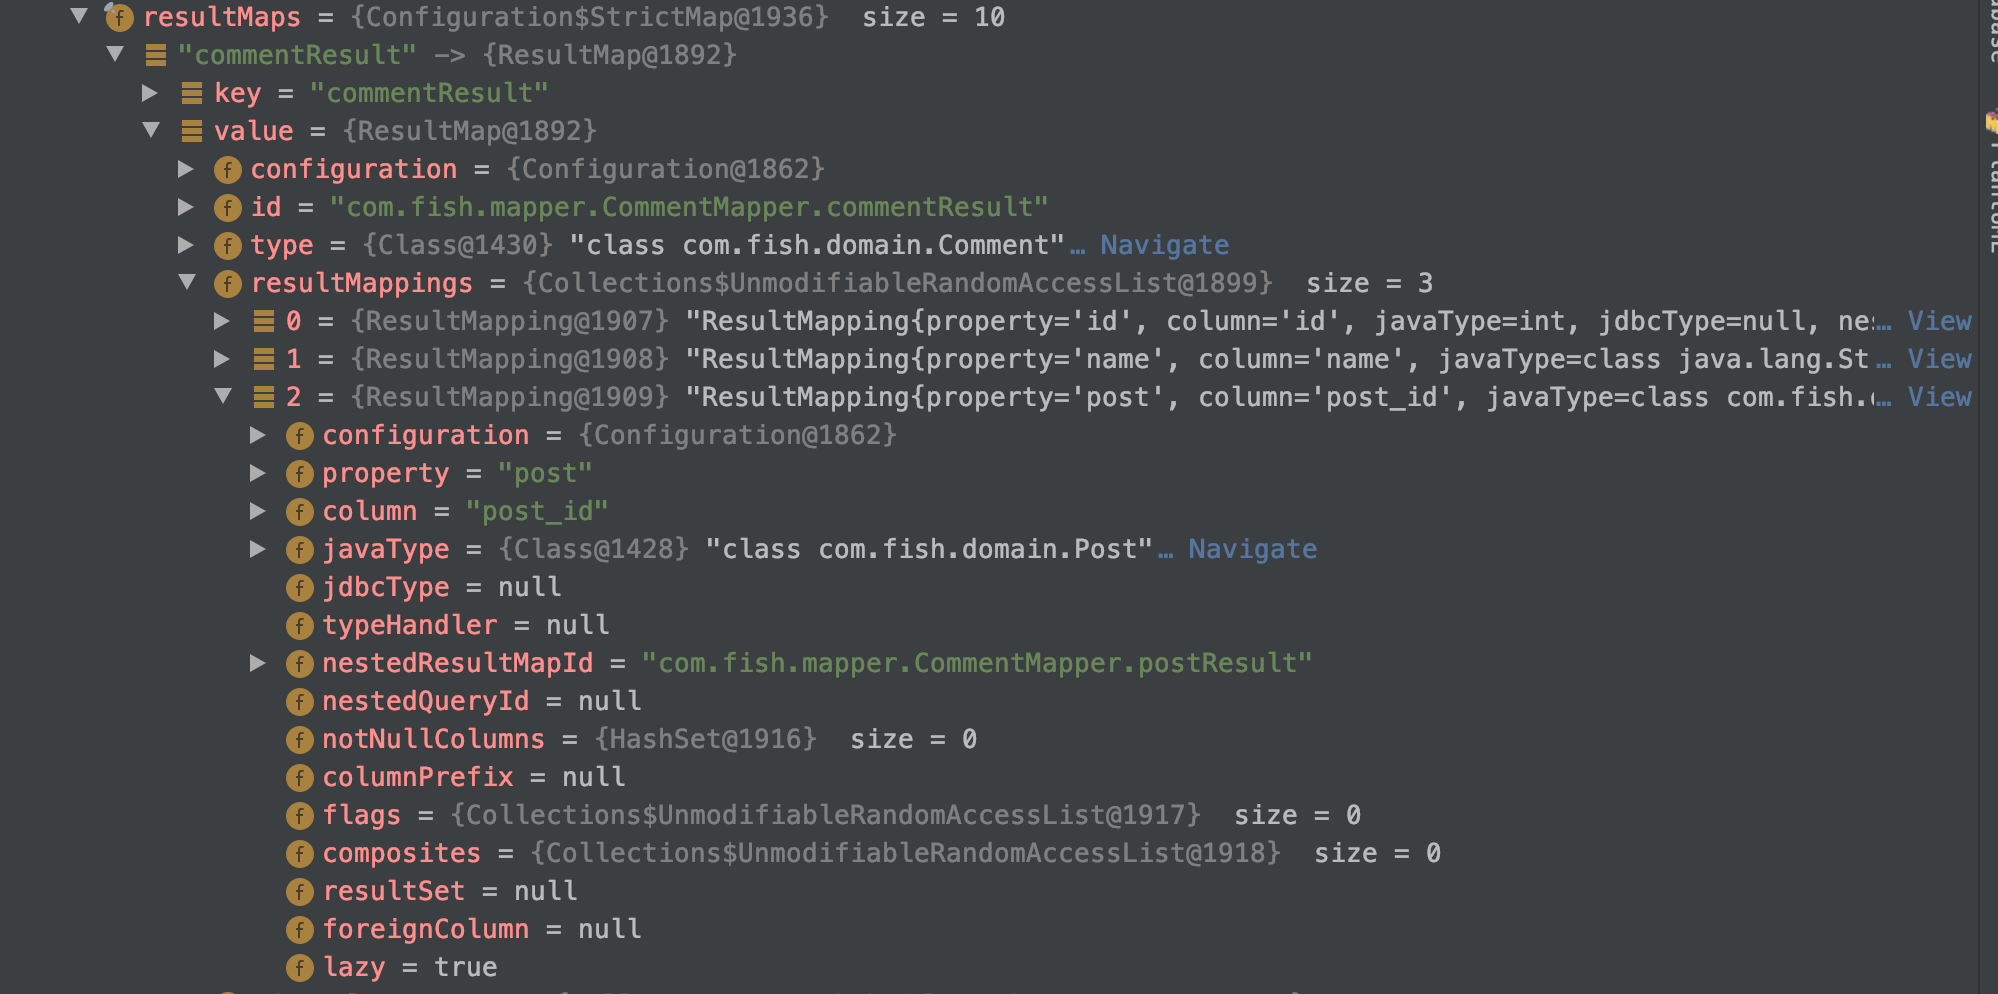 resultMaps = {Configuration$StrictMap@1936} size = 10
"commentResult" -> {ResultMap@1892}
key = "commentResult"
value = {ResultMap@1892}
configuration = {Configuration@1862}
id = "com.fish.mapper.CommentMapper.commentResult"
type = {Class@1430} "class com.fish.domain.Comment"… Navigate
resultMappings = {Collections$UnmodifiableRandomAccessList@1899} size = 3
0 = {ResultMapping@1907} "ResultMapping{property='id', column='id', javaType=int, jdbcType=null, ne… View
1 = {ResultMapping@1908} "ResultMapping{property='name', column='name', javaType=class java.lang.St… View
2 = {ResultMapping@1909} "ResultMapping{property='post', column='post_id', javaType=class com.fish.… View
configuration = {Configuration@1862}
property = "post"
column = "post_id"
javaType = {Class@1428} "class com.fish.domain.Post"… Navigate
jdbcType = null
typeHandler = null
nestedResultMapId = "com.fish.mapper.CommentMapper.postResult"
nestedQueryId = null
notNullColumns = {HashSet@1916} size = 0
columnPrefix = null
flags = {Collections$UnmodifiableRandomAccessList@1917} size = 0
composites = {Collections$UnmodifiableRandomAccessList@1918} size = 0
resultSet = null
foreignColumn = null
lazy = true